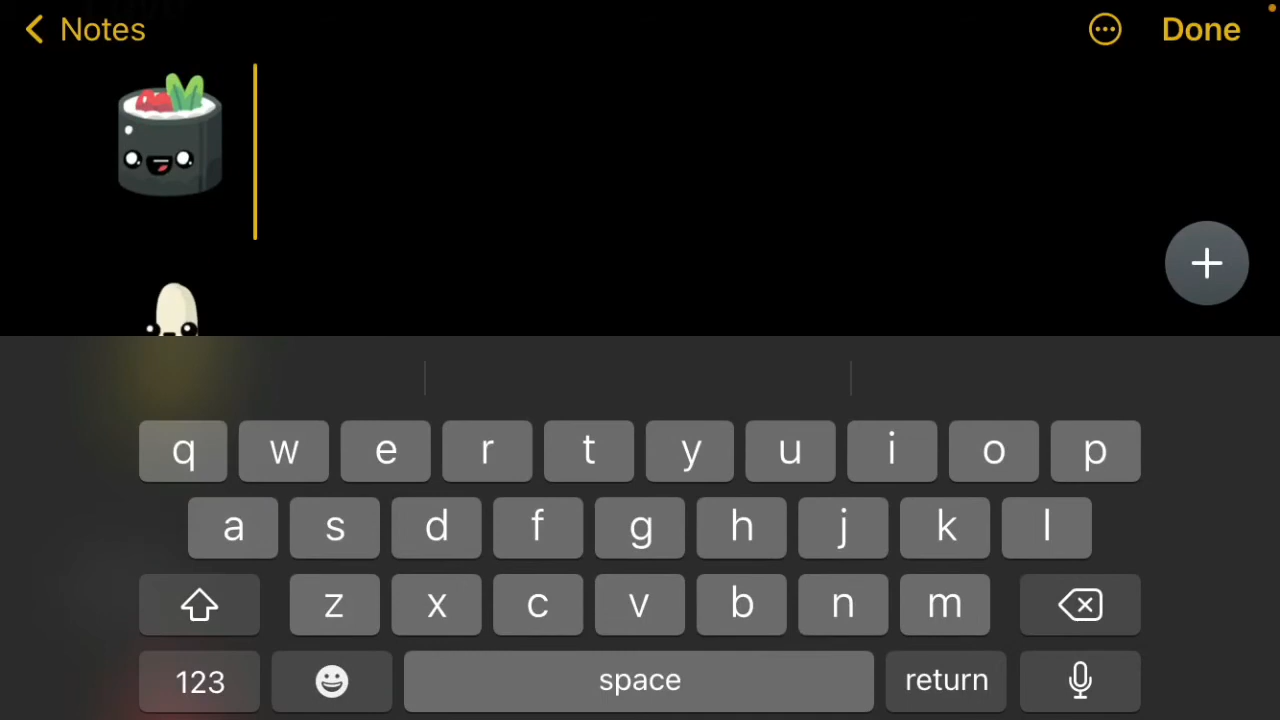 Notes Done
q w e r t y u i o p
a s d f g h j k l
z x c v b n m
123 space return